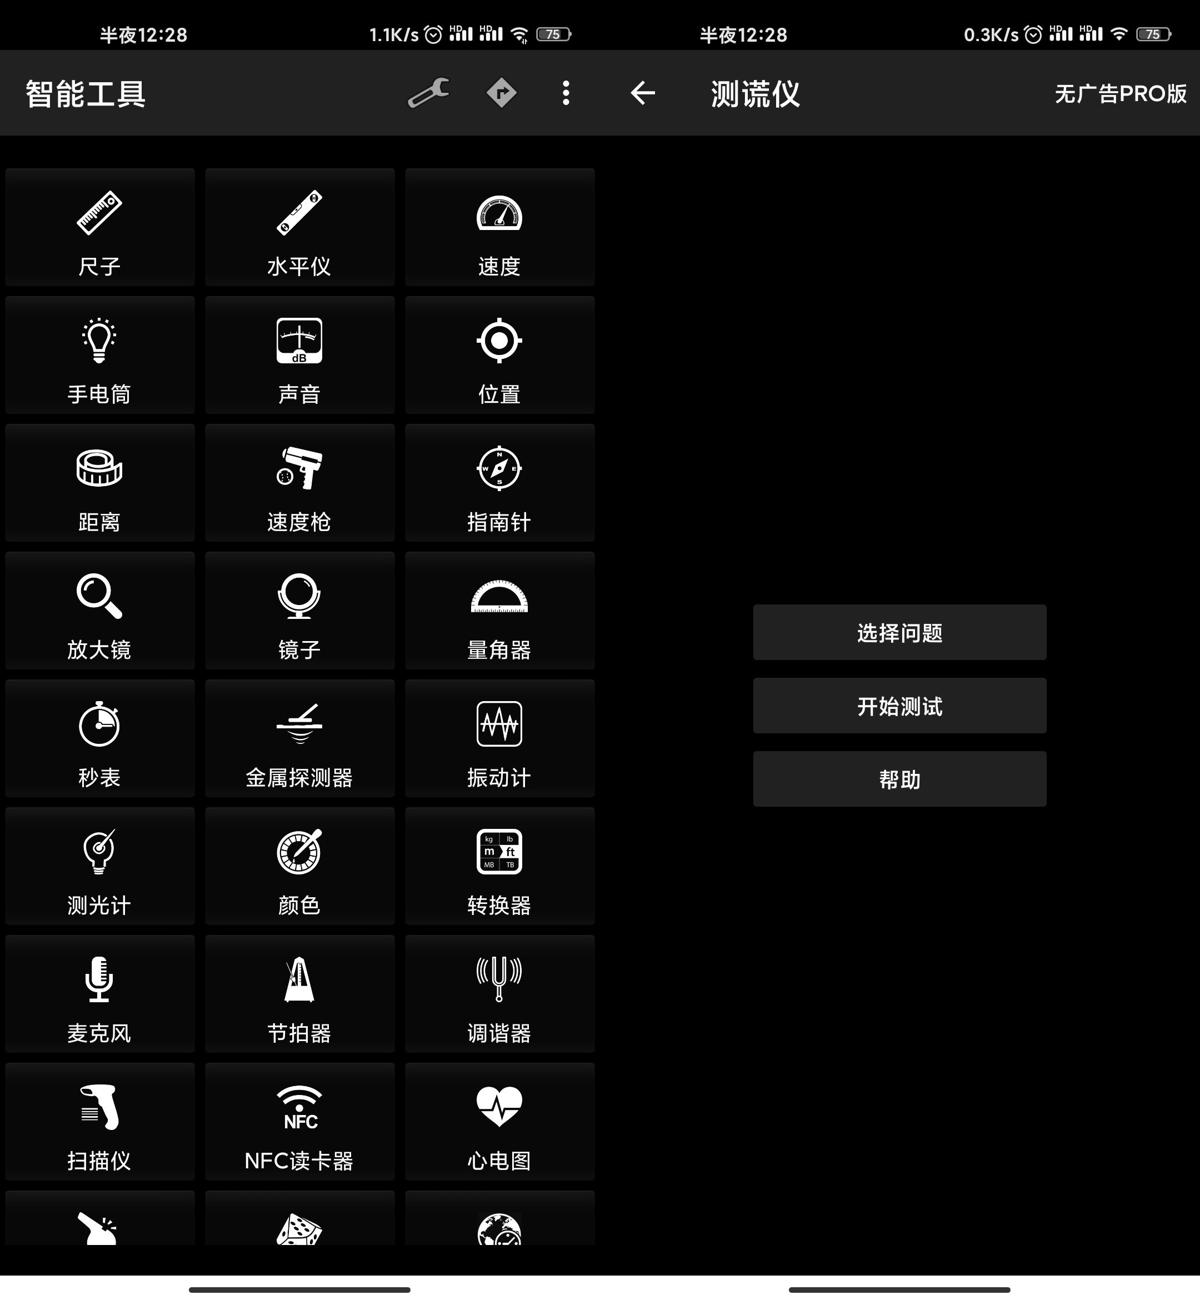 半夜12:28
1.1K/s
HD
HD
75
智能工具
尺子
水平仪
速度
手电筒
dB
声音
位置
距离
速度枪
N
W
E
S
指南针
放大镜
镜子
量角器
秒表
金属探测器
振动计
测光计
颜色
kg
lb
m
ft
MB
TB
转换器
麦克风
节拍器
调谐器
扫描仪
NFC
NFC读卡器
心电图
半夜12:28
0.3K/s
HD
HD
75
测谎仪
无广告PRO版
选择问题
开始测试
帮助